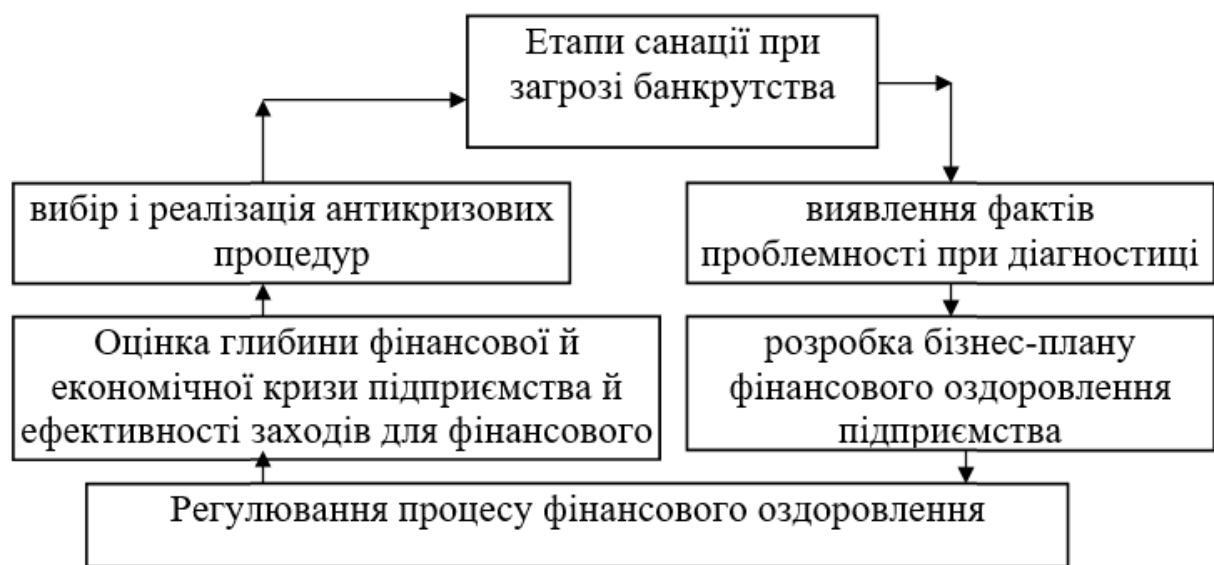 Етапи санації при
загрозі банкрутства
вибір і реалізація антикризових
процедур
виявлення фактів
проблемності при діагностиці
Оцінка глибини фінансової й
економічної кризи підприємства й
ефективності заходів для фінансового
розробка бізнес-плану
фінансового оздоровлення
підприємства
Регулювання процесу фінансового оздоровлення